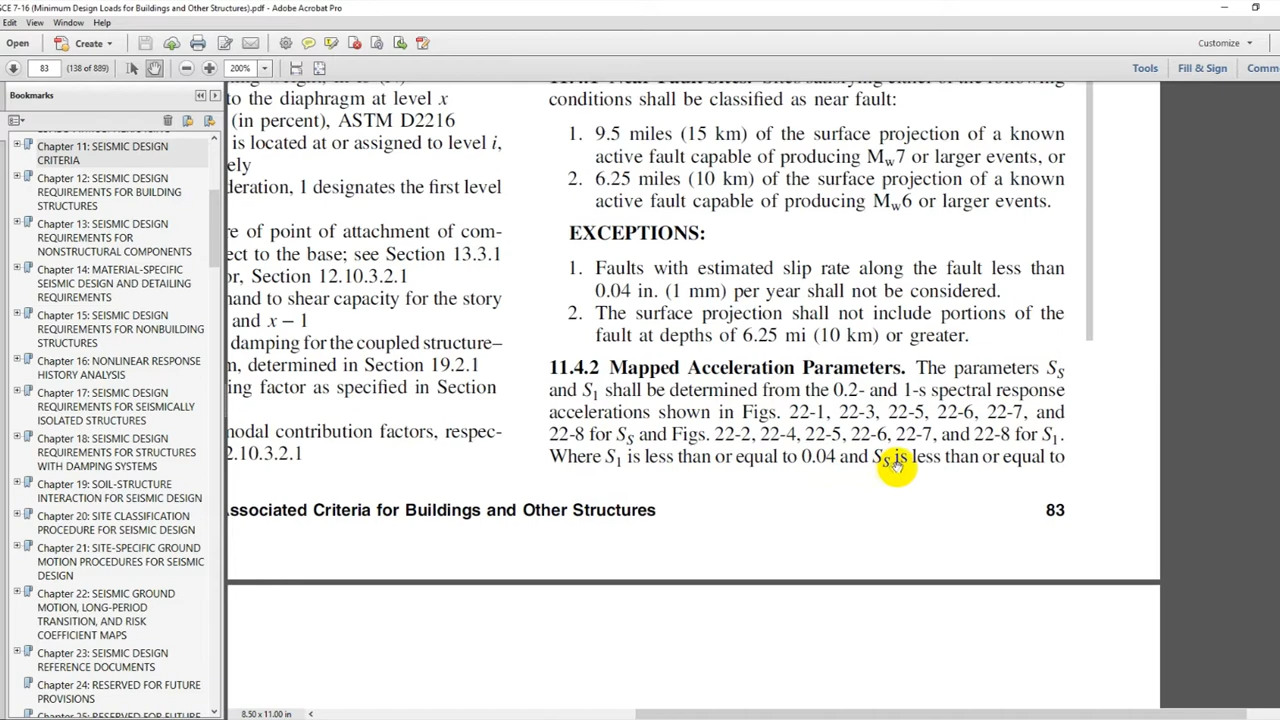 SCE 7-16 (Minimum Design Loads for Buildings and Other Structures).pdf - Adobe Acrobat Pro
Edit View Window Help
Open Create Customize
83 (138 of 889) 200% Tools Fill & Sign Comm
Bookmarks
Chapter 11: SEISMIC DESIGN
CRITERIA
Chapter 12: SEISMIC DESIGN
REQUIREMENTS FOR BUILDING
STRUCTURES
Chapter 13: SEISMIC DESIGN
REQUIREMENTS FOR
NONSTRUCTURAL COMPONENTS
Chapter 14: MATERIAL-SPECIFIC
SEISMIC DESIGN AND DETAILING
REQUIREMENTS
Chapter 15: SEISMIC DESIGN
REQUIREMENTS FOR NONBUILDING
STRUCTURES
Chapter 16: NONLINEAR RESPONSE
HISTORY ANALYSIS
Chapter 17: SEISMIC DESIGN
REQUIREMENTS FOR SEISMICALLY
ISOLATED STRUCTURES
Chapter 18: SEISMIC DESIGN
REQUIREMENTS FOR STRUCTURES
WITH DAMPING SYSTEMS
Chapter 19: SOIL-STRUCTURE
INTERACTION FOR SEISMIC DESIGN
Chapter 20: SITE CLASSIFICATION
PROCEDURE FOR SEISMIC DESIGN
Chapter 21: SITE-SPECIFIC GROUND
MOTION PROCEDURES FOR SEISMIC
DESIGN
Chapter 22: SEISMIC GROUND
MOTION, LONG-PERIOD
TRANSITION, AND RISK
COEFFICIENT MAPS
Chapter 23: SEISMIC DESIGN
REFERENCE DOCUMENTS
Chapter 24: RESERVED FOR FUTURE
PROVISIONS
to the diaphragm at level x
(in percent), ASTM D2216
is located at or assigned to level i,
ely
deration, 1 designates the first level
re of point of attachment of com-
ect to the base; see Section 13.3.1
or, Section 12.10.3.2.1
mand to shear capacity for the story
and x − 1
damping for the coupled structure–
m, determined in Section 19.2.1
ing factor as specified in Section
modal contribution factors, respec-
2.10.3.2.1
conditions shall be classified as near fault:
1. 9.5 miles (15 km) of the surface projection of a known
active fault capable of producing Mw7 or larger events, or
2. 6.25 miles (10 km) of the surface projection of a known
active fault capable of producing Mw6 or larger events.
EXCEPTIONS:
1. Faults with estimated slip rate along the fault less than
0.04 in. (1 mm) per year shall not be considered.
2. The surface projection shall not include portions of the
fault at depths of 6.25 mi (10 km) or greater.
11.4.2 Mapped Acceleration Parameters. The parameters SS
and S1 shall be determined from the 0.2- and 1-s spectral response
accelerations shown in Figs. 22-1, 22-3, 22-5, 22-6, 22-7, and
22-8 for SS and Figs. 22-2, 22-4, 22-5, 22-6, 22-7, and 22-8 for S1.
Where S1 is less than or equal to 0.04 and SS is less than or equal to
Associated Criteria for Buildings and Other Structures 83
8.50 x 11.00 in